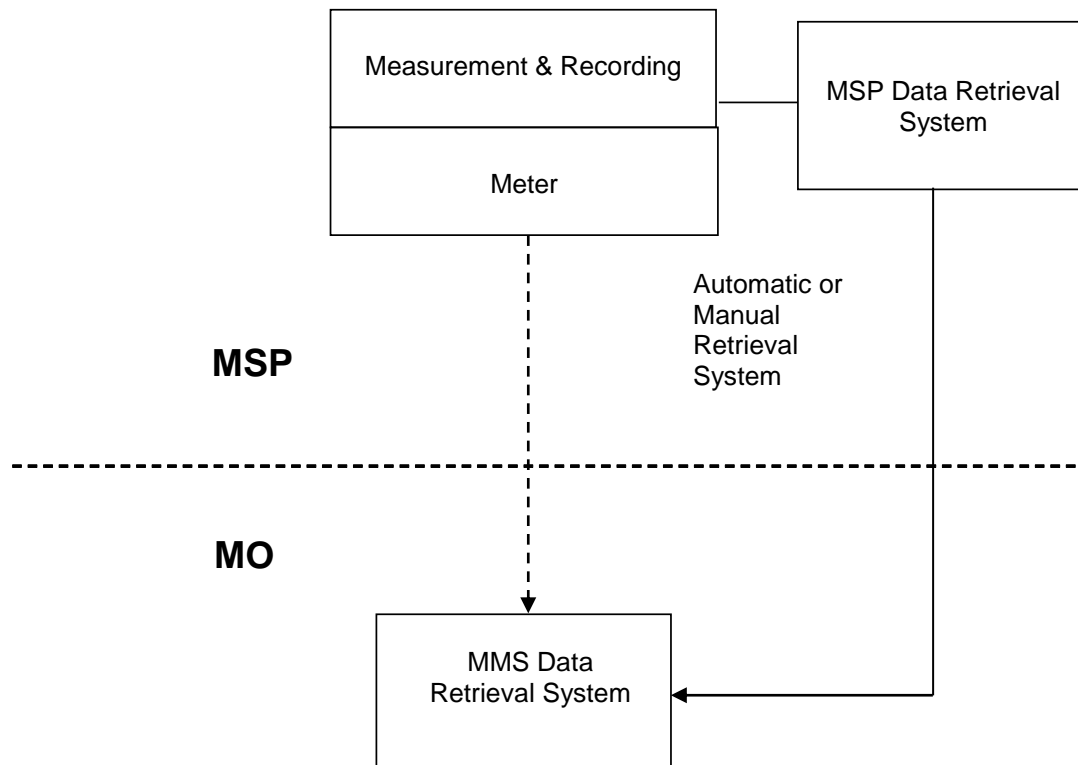 Measurement & Recording
MSP Data Retrieval
System
Meter
Automatic or
Manual
Retrieval
System
MSP
MO
MMS Data
Retrieval System